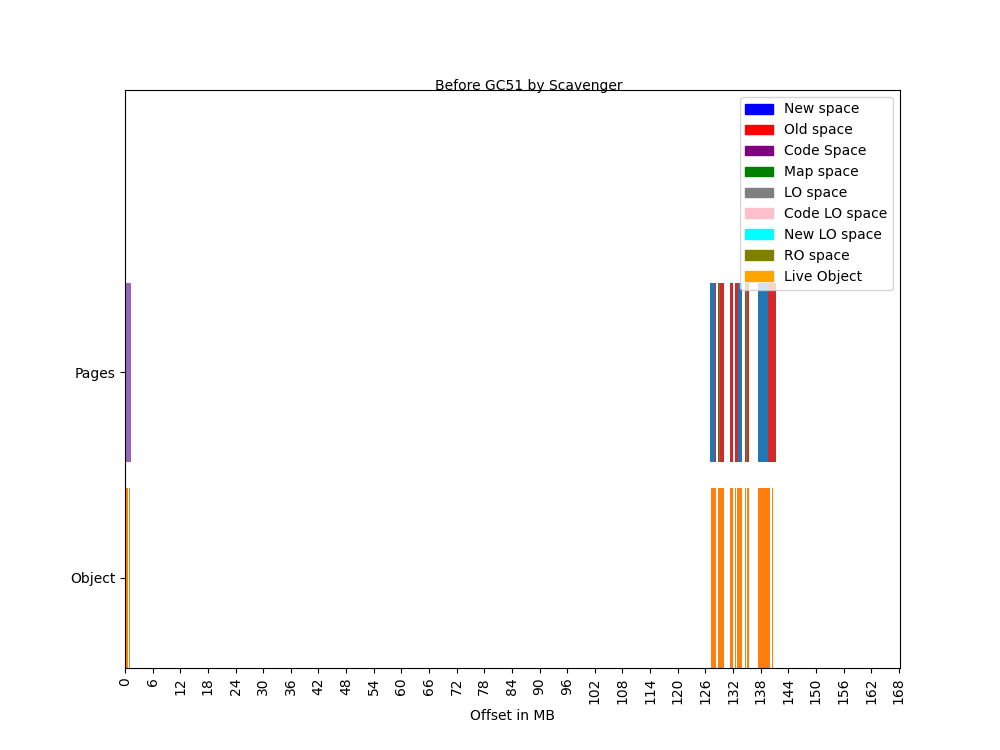 Before GC51 by Scavenger
New space
Old space
Code Space
Map space
LO space
Code LO space
New LO space
RO space
Live Object
Pages
Object
0 6 12 18 24 30 36 42 48 54 60 66 72 78 84 90 96 102 108 114 120 126 132 138 144 150 156 162 168
Offset in MB